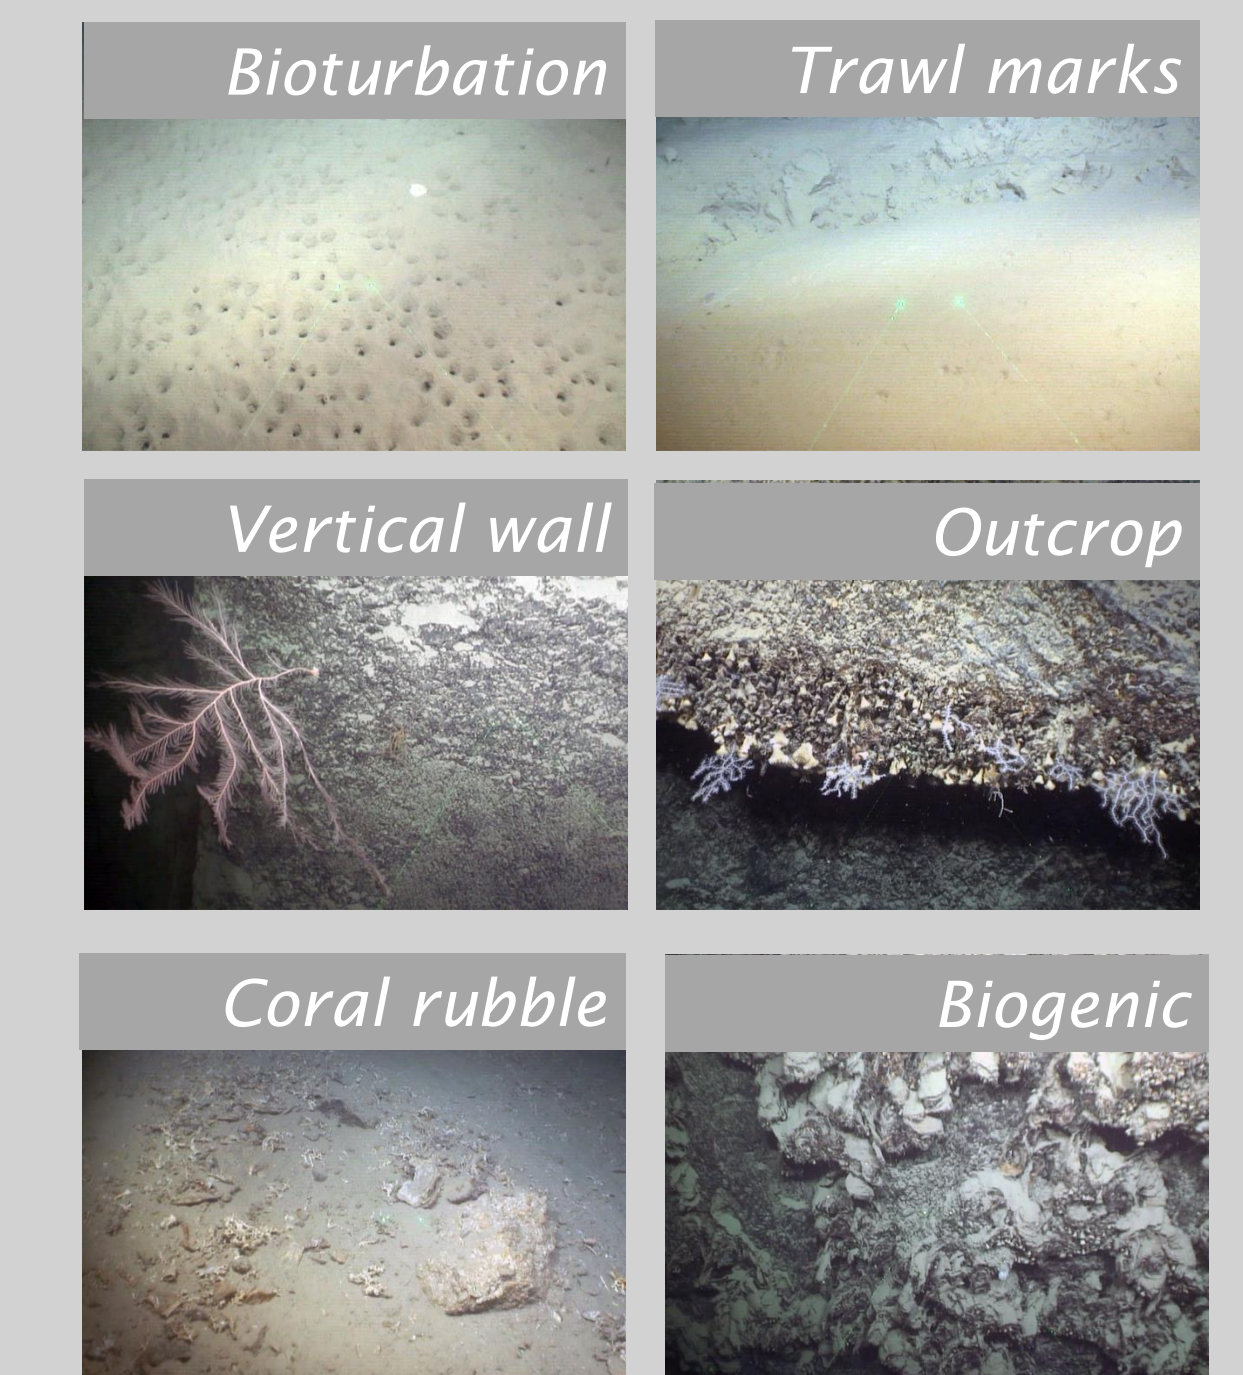 Bioturbation
Trawl marks
Vertical wall
Outcrop
Coral rubble
Biogenic